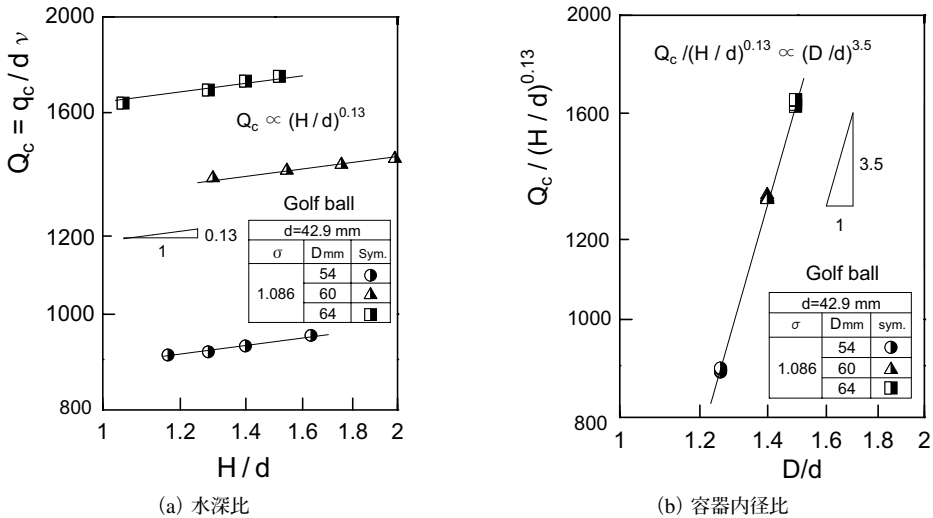 2000
1600
1200
1000
800
Q_c = q_c / d ν
Q_c ∝ (H / d)^0.13
0.13
1
Golf ball
d=42.9 mm
σ D mm Sym.
1.086
54
60
64
1 1.2 1.4 1.6 1.8 2
H / d
(a) 水深比
2000
1600
1200
1000
800
Q_c / (H / d)^0.13
Q_c /(H / d)^0.13 ∝ (D /d)^3.5
3.5
1
Golf ball
d=42.9 mm
σ D mm sym.
1.086
54
60
64
1 1.2 1.4 1.6 1.8 2
D/d
(b) 容器内径比